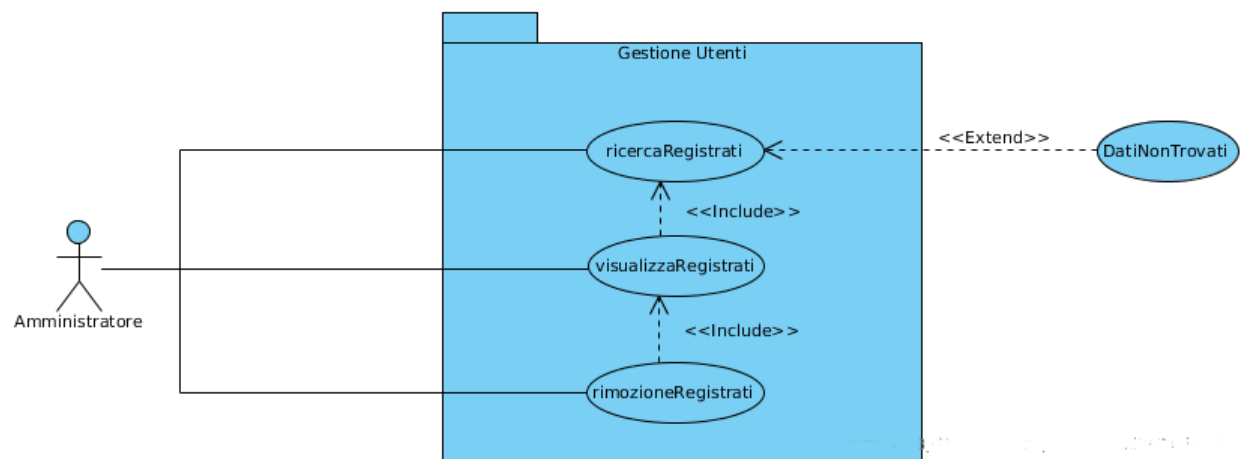 Gestione Utenti
ricercaRegistrati
<<Extend>>
DatiNonTrovati
<<Include>>
visualizzaRegistrati
Amministratore
<<Include>>
rimozioneRegistrati